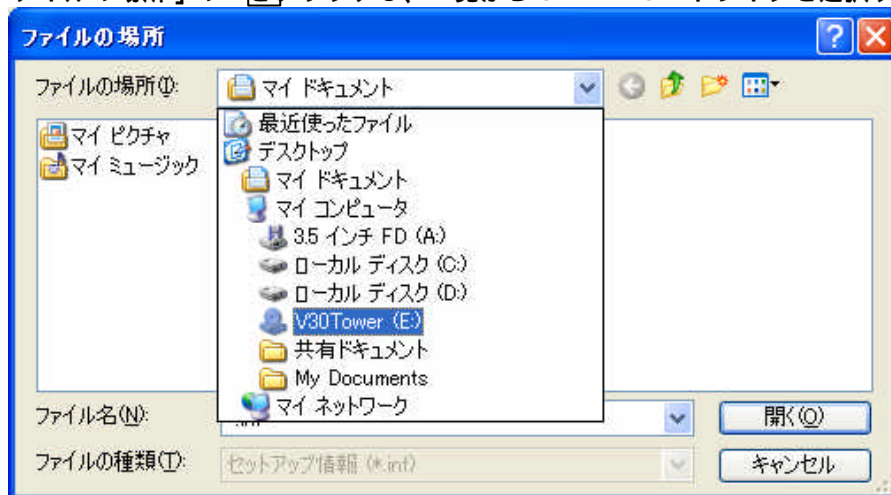 ファイルの場所
ファイルの場所(I):
マイ ドキュメント
最近使ったファイル
デスクトップ
マイ ドキュメント
マイ コンピュータ
3.5 インチ FD (A:)
ローカル ディスク (C:)
ローカル ディスク (D:)
V30Tower (E:)
共有ドキュメント
My Documents
マイ ネットワーク
マイ ピクチャ
マイ ミュージック
ファイル名(N):
開く(O)
ファイルの種類(T):
セットアップ情報 (*.inf)
キャンセル